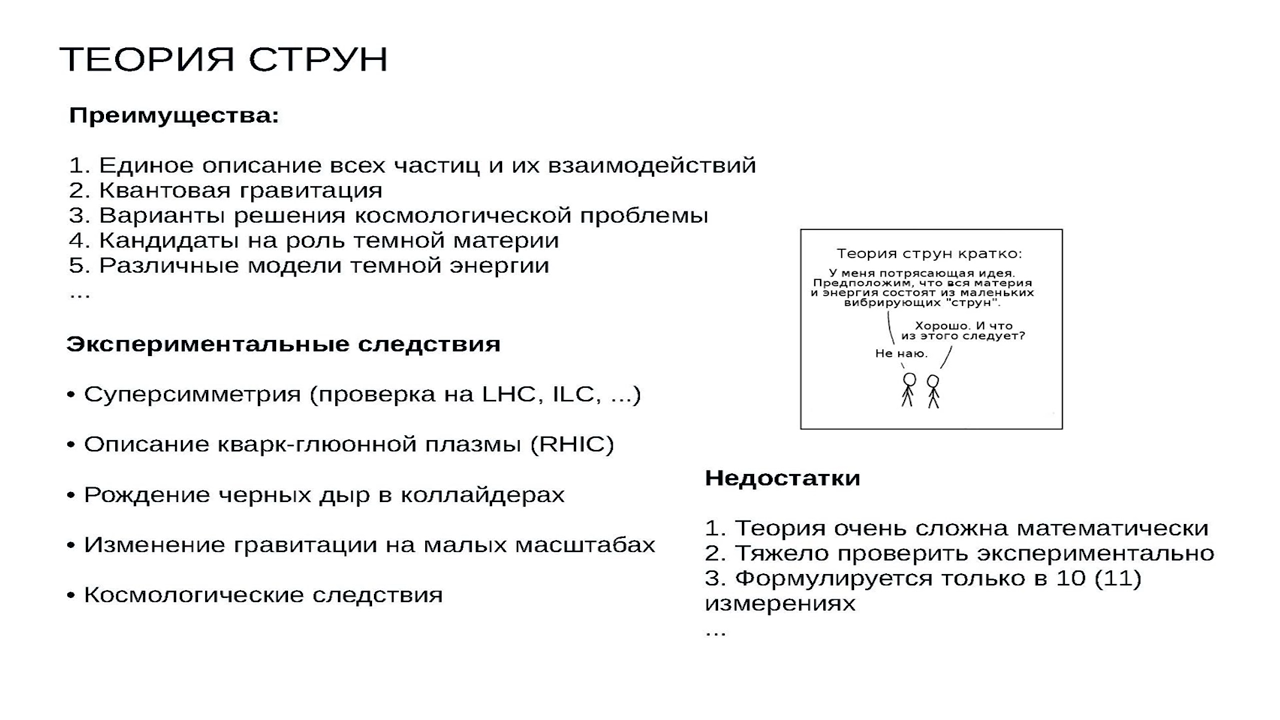 ТЕОРИЯ СТРУН
Преимущества:
1. Единое описание всех частиц и их взаимодействий
2. Квантовая гравитация
3. Варианты решения космологической проблемы
4. Кандидаты на роль темной материи
5. Различные модели темной энергии
...
Экспериментальные следствия
• Суперсимметрия (проверка на LHC, ILC, ...)
• Описание кварк-глюонной плазмы (RHIC)
• Рождение черных дыр в коллайдерах
• Изменение гравитации на малых масштабах
• Космологические следствия
Теория струн кратко:
У меня потрясающая идея.
Предположим, что вся материя
и энергия состоят из маленьких
вибрирующих "струн".
Хорошо. И что
из этого следует?
Не наю.
Недостатки
1. Теория очень сложна математически
2. Тяжело проверить экспериментально
3. Формулируется только в 10 (11)
измерениях
...